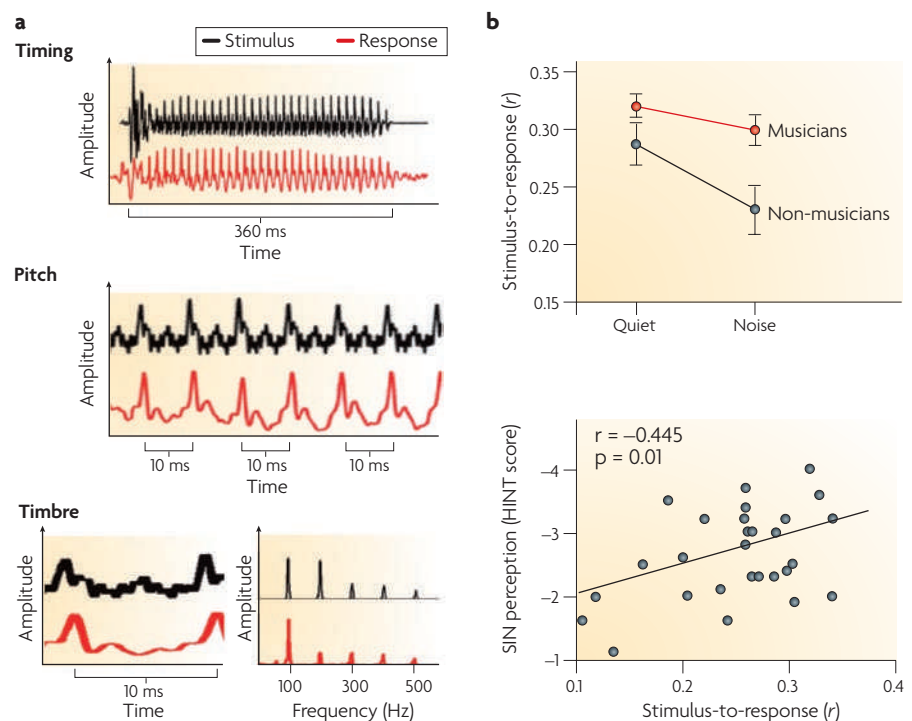 a
Timing
Stimulus
Response
Amplitude
360 ms
Time
Pitch
Amplitude
10 ms
10 ms
10 ms
Time
Timbre
Amplitude
10 ms
Time
Amplitude
100
300
500
Frequency (Hz)
b
Stimulus-to-response (r)
0.35
0.30
0.25
0.20
0.15
Musicians
Non-musicians
Quiet
Noise
SIN perception (HINT score)
r = –0.445
p = 0.01
–4
–3
–2
–1
0.1
0.2
0.3
0.4
Stimulus-to-response (r)